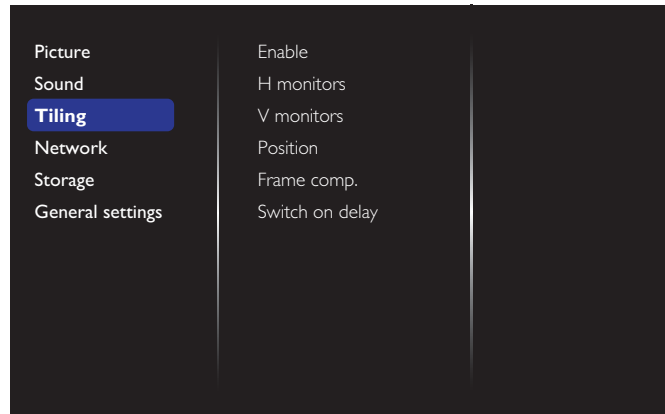 Picture
Sound
Tiling
Network
Storage
General settings
Enable
H monitors
V monitors
Position
Frame comp.
Switch on delay